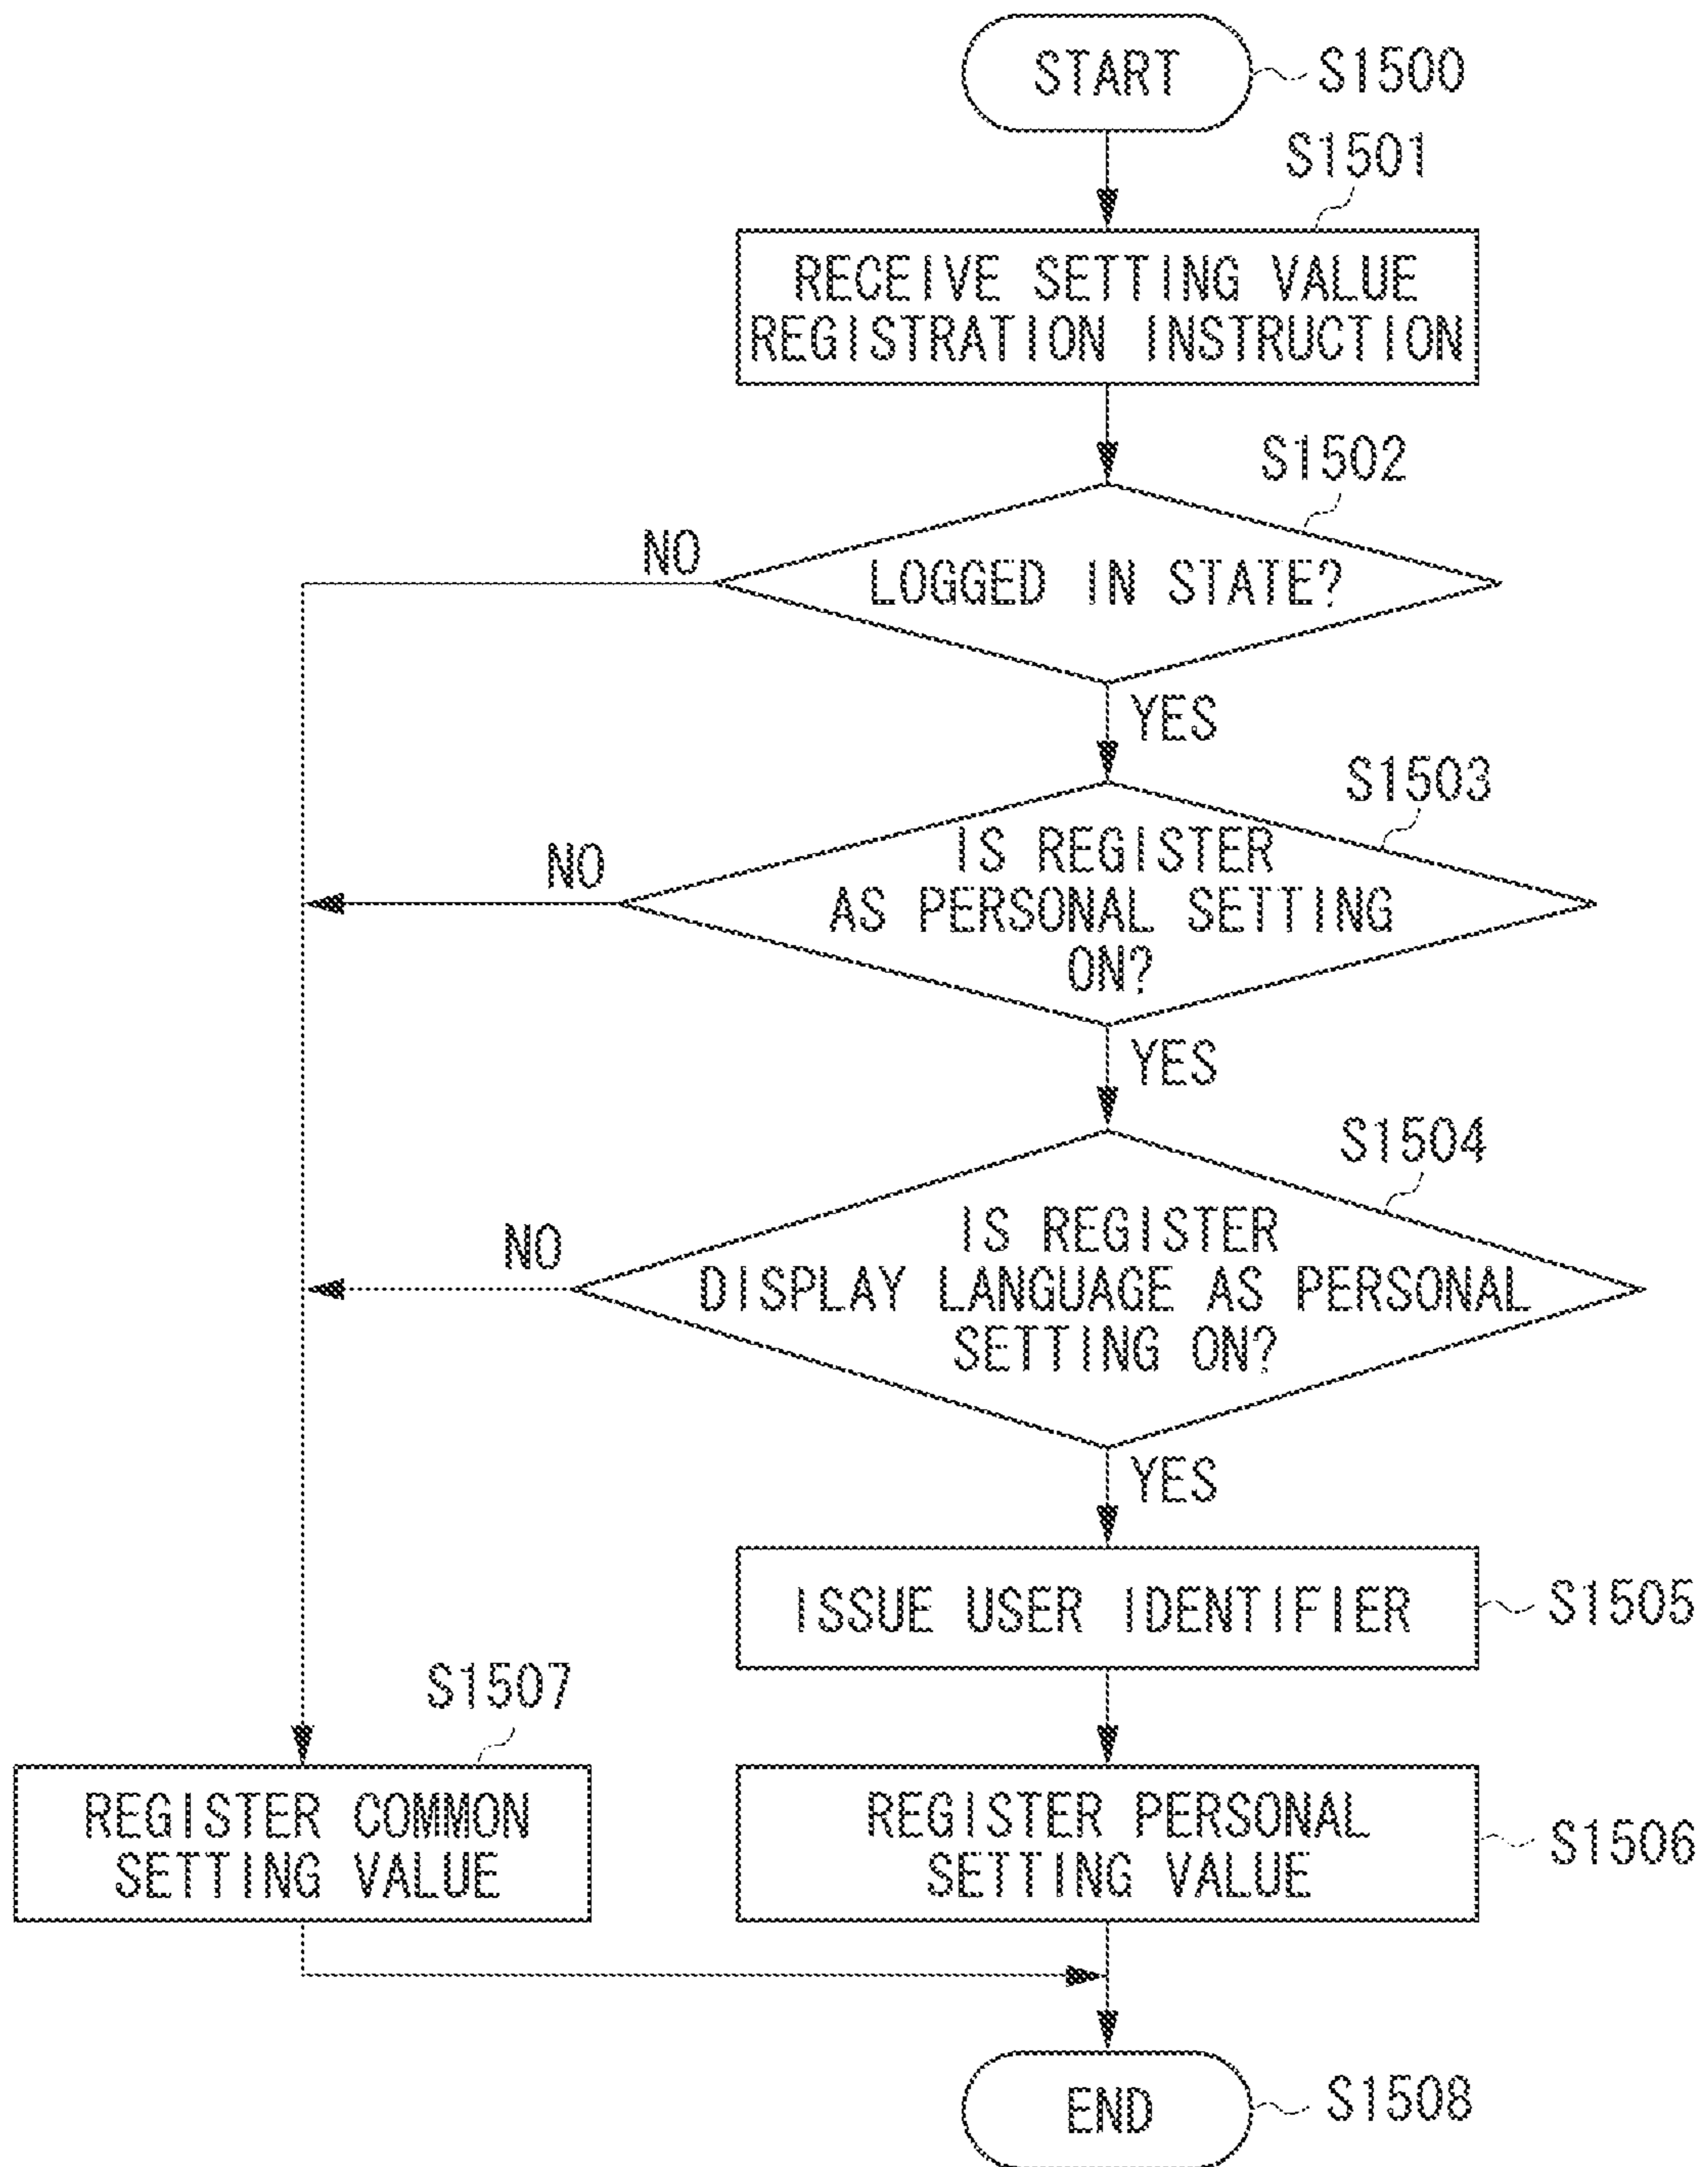 START
S1500
S1501
RECEIVE SETTING VALUE
REGISTRATION INSTRUCTION
S1502
NO
LOGGED IN STATE?
YES
S1503
NO
IS REGISTER
AS PERSONAL SETTING
ON?
YES
S1504
NO
IS REGISTER
DISPLAY LANGUAGE AS PERSONAL
SETTING ON?
YES
ISSUE USER IDENTIFIER
S1505
S1507
REGISTER COMMON
SETTING VALUE
REGISTER PERSONAL
SETTING VALUE
S1506
END
S1508